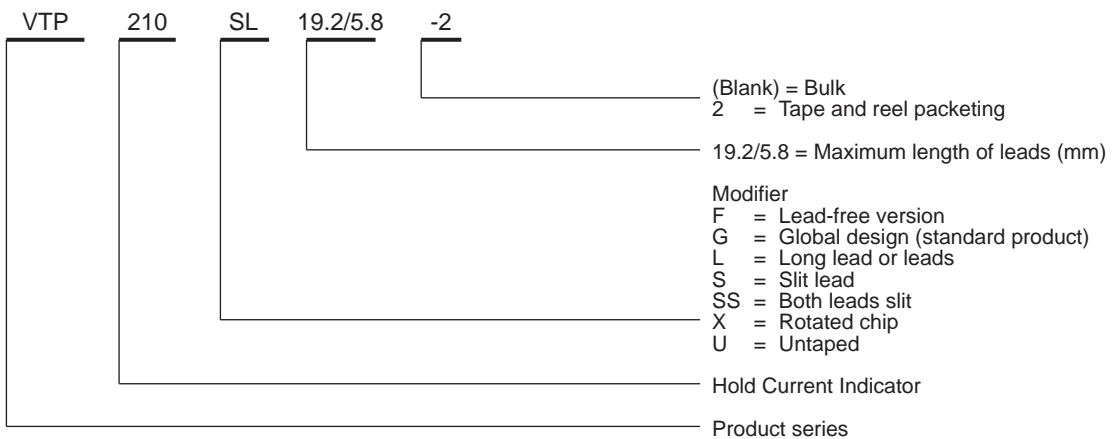 VTP 210 SL 19.2/5.8 -2
(Blank) = Bulk
2 = Tape and reel packeting
19.2/5.8 = Maximum length of leads (mm)
Modifier
F = Lead-free version
G = Global design (standard product)
L = Long lead or leads
S = Slit lead
SS = Both leads slit
X = Rotated chip
U = Untaped
Hold Current Indicator
Product series